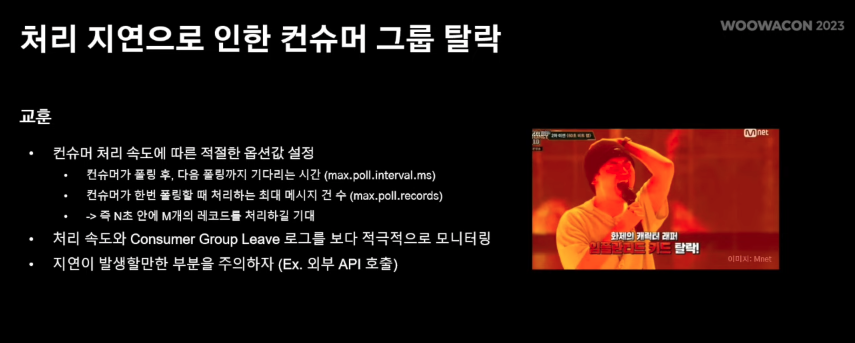 WOOWACON 2023
처리 지연으로 인한 컨슈머 그룹 탈락
교훈
• 컨슈머 처리 속도에 따른 적절한 옵션값 설정
• 컨슈머가 폴링 후, 다음 폴링까지 기다리는 시간 (max.poll.interval.ms)
• 컨슈머가 한번 폴링할 때 처리하는 최대 메시지 건 수 (max.poll.records)
• -> 즉 N초 안에 M개의 레코드를 처리하길 기대
• 처리 속도와 Consumer Group Leave 로그를 보다 적극적으로 모니터링
• 지연이 발생할만한 부분을 주의하자 (Ex. 외부 API 호출)
Mnet
화제의 캐릭터 래퍼
키드 탈락!
이미지: Mnet